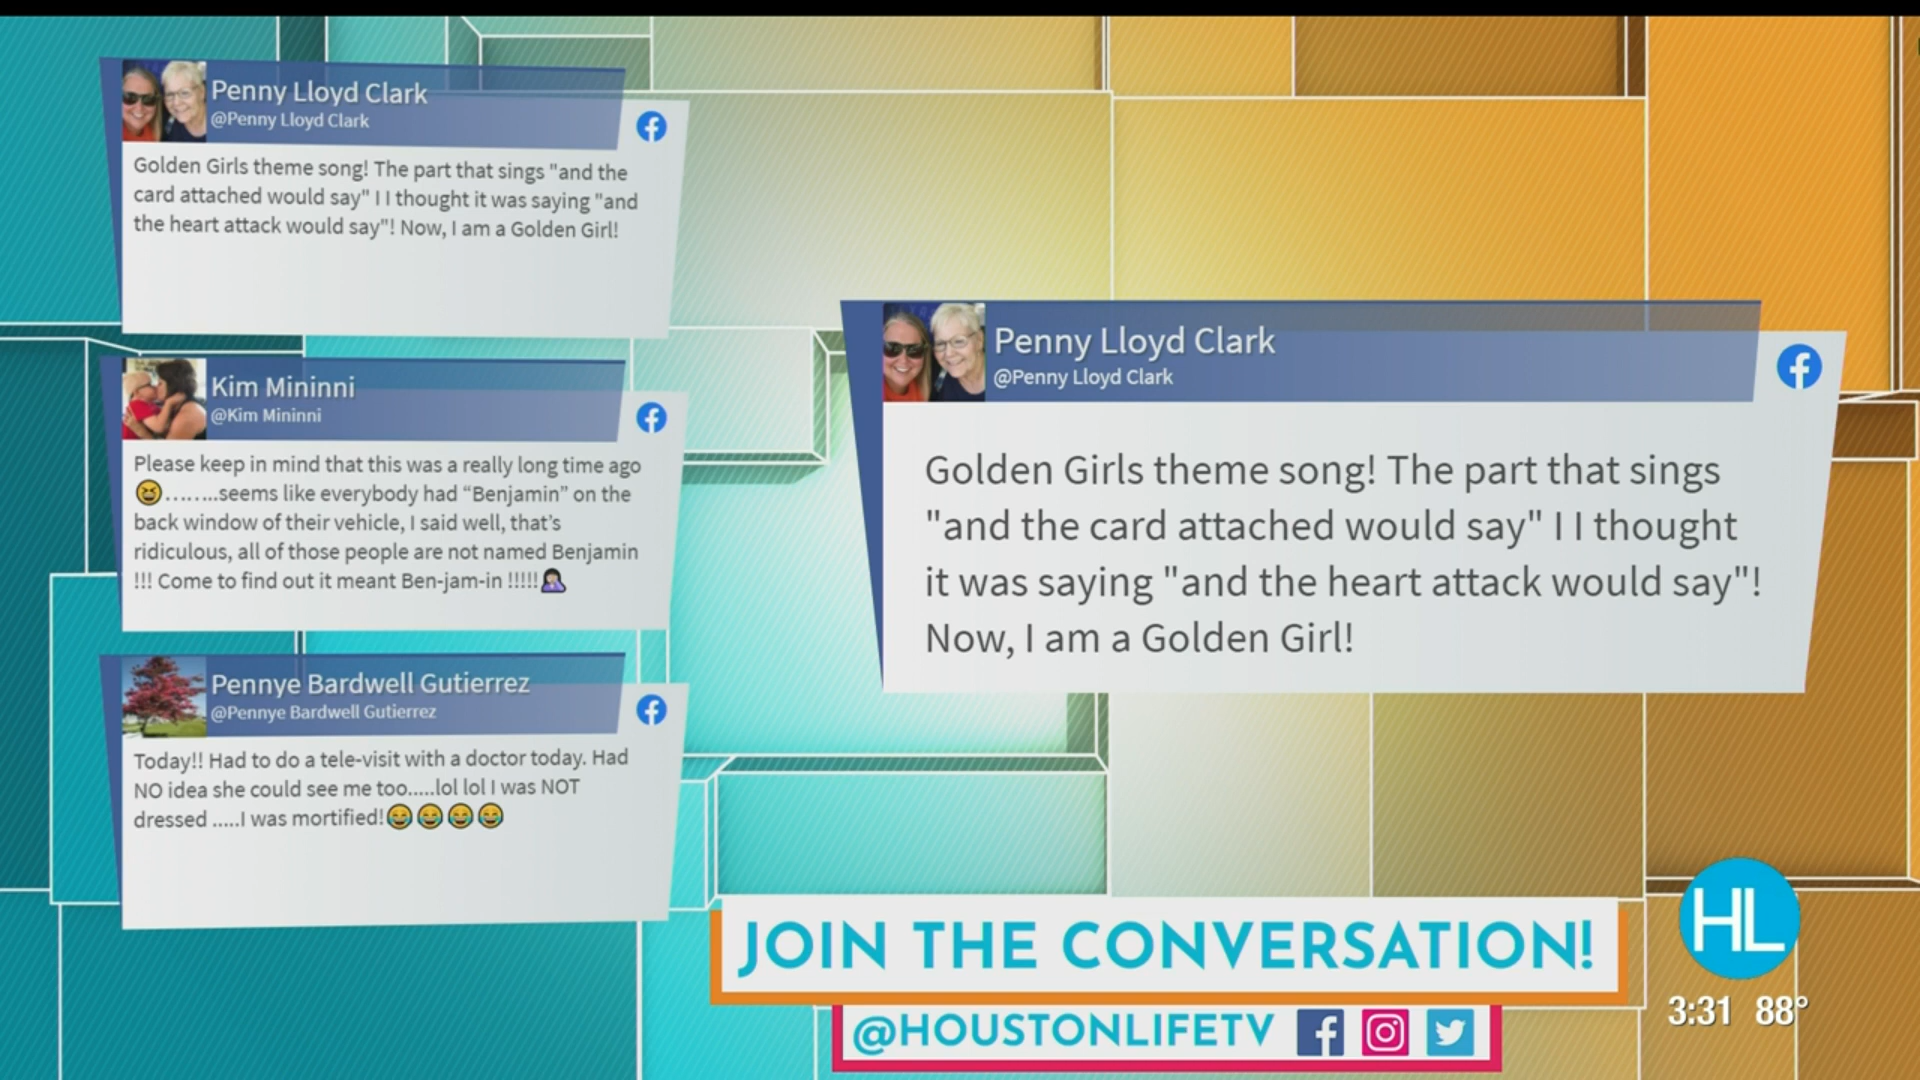 Penny Lloyd Clark
@Penny Lloyd Clark
Golden Girls theme song! The part that sings "and the
card attached would say" I I thought it was saying "and
the heart attack would say"! Now, I am a Golden Girl!
Kim Mininni
@Kim Mininni
Please keep in mind that this was a really long time ago
😆……..seems like everybody had “Benjamin” on the
back window of their vehicle, I said well, that’s
ridiculous, all of those people are not named Benjamin
!!! Come to find out it meant Ben-jam-in !!!!!🤦🏻‍♀️
Pennye Bardwell Gutierrez
@Pennye Bardwell Gutierrez
Today!! Had to do a tele-visit with a doctor today. Had
NO idea she could see me too.....lol lol I was NOT
dressed .....I was mortified!😂😂😂😂
Penny Lloyd Clark
@Penny Lloyd Clark
Golden Girls theme song! The part that sings
"and the card attached would say" I I thought
it was saying "and the heart attack would say"!
Now, I am a Golden Girl!
JOIN THE CONVERSATION!
@HOUSTONLIFETV
HL
3:31 88°